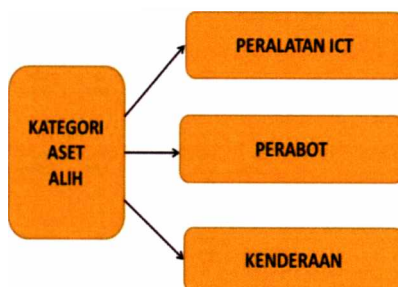 KATEGORI
ASET
ALIH
PERALATAN ICT
PERABOT
KENDERAAN